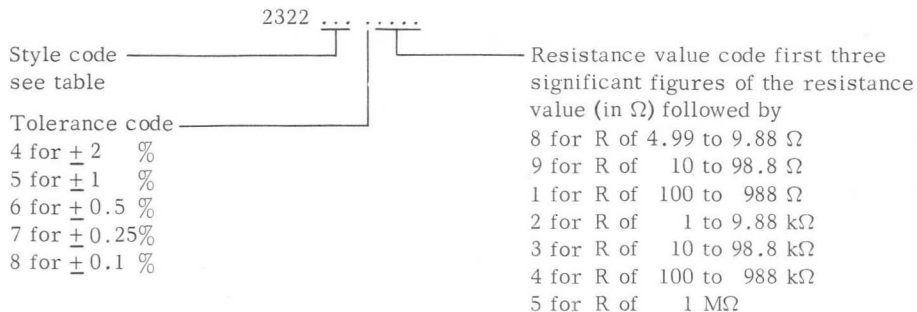 2322 ... . .....
Style code
see table
Tolerance code
4 for ± 2 %
5 for ± 1 %
6 for ± 0.5 %
7 for ± 0.25%
8 for ± 0.1 %
Resistance value code first three
significant figures of the resistance
value (in Ω) followed by
8 for R of 4.99 to 9.88 Ω
9 for R of 10 to 98.8 Ω
1 for R of 100 to 988 Ω
2 for R of 1 to 9.88 kΩ
3 for R of 10 to 98.8 kΩ
4 for R of 100 to 988 kΩ
5 for R of 1 MΩ